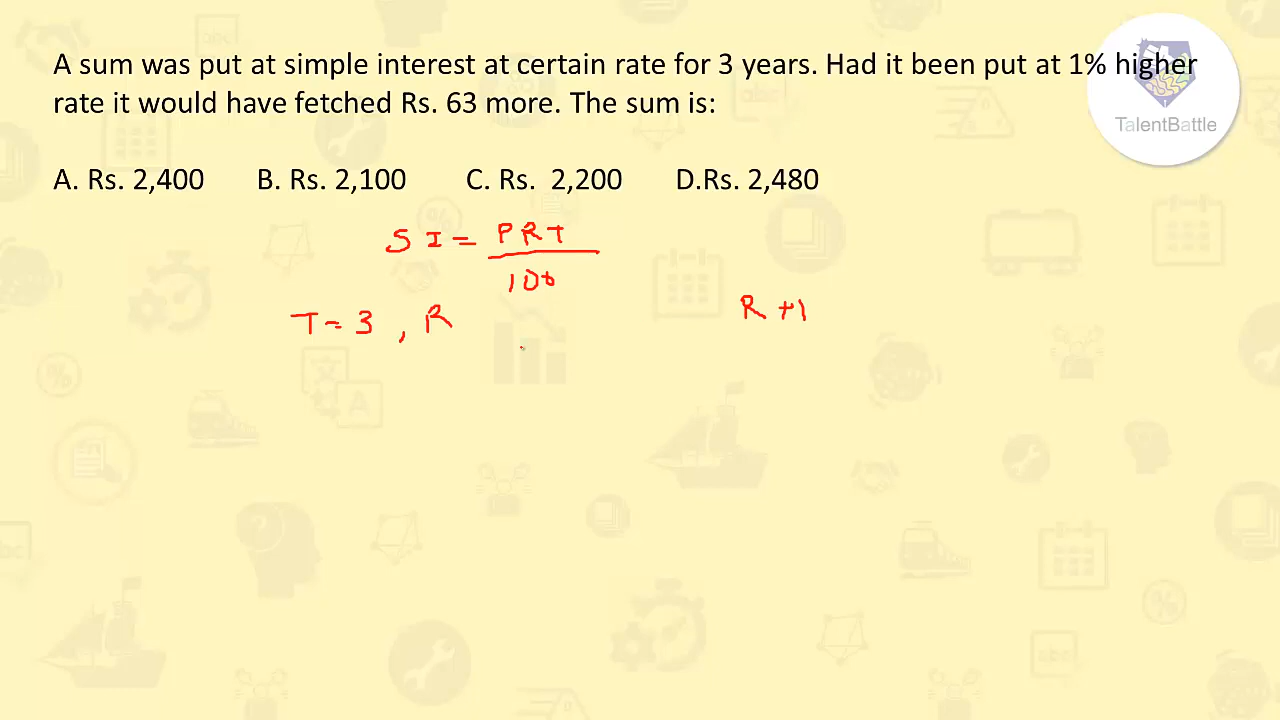 A sum was put at simple interest at certain rate for 3 years. Had it been put at 1% higher
rate it would have fetched Rs. 63 more. The sum is:
TalentBattle
A. Rs. 2,400 B. Rs. 2,100 C. Rs. 2,200 D.Rs. 2,480
SI = PRT
100
T = 3 , R R +1